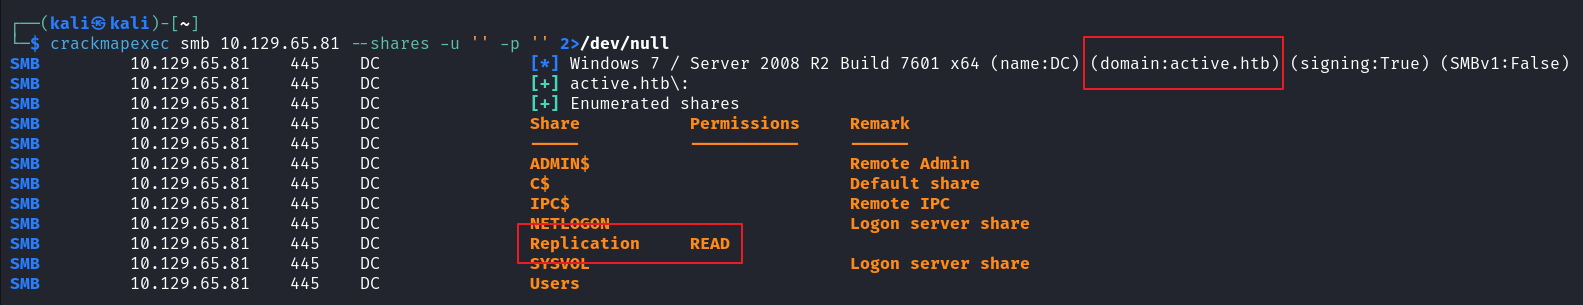 ┌──(kali㉿kali)-[~]
└─$ crackmapexec smb 10.129.65.81 --shares -u '' -p '' 2>/dev/null
SMB 10.129.65.81 445 DC [*] Windows 7 / Server 2008 R2 Build 7601 x64 (name:DC) (domain:active.htb) (signing:True) (SMBv1:False)
SMB 10.129.65.81 445 DC [+] active.htb\:
SMB 10.129.65.81 445 DC [+] Enumerated shares
SMB 10.129.65.81 445 DC Share Permissions Remark
SMB 10.129.65.81 445 DC ----- ----------- ------
SMB 10.129.65.81 445 DC ADMIN$ Remote Admin
SMB 10.129.65.81 445 DC C$ Default share
SMB 10.129.65.81 445 DC IPC$ Remote IPC
SMB 10.129.65.81 445 DC NETLOGON Logon server share
SMB 10.129.65.81 445 DC Replication READ
SMB 10.129.65.81 445 DC SYSVOL Logon server share
SMB 10.129.65.81 445 DC Users